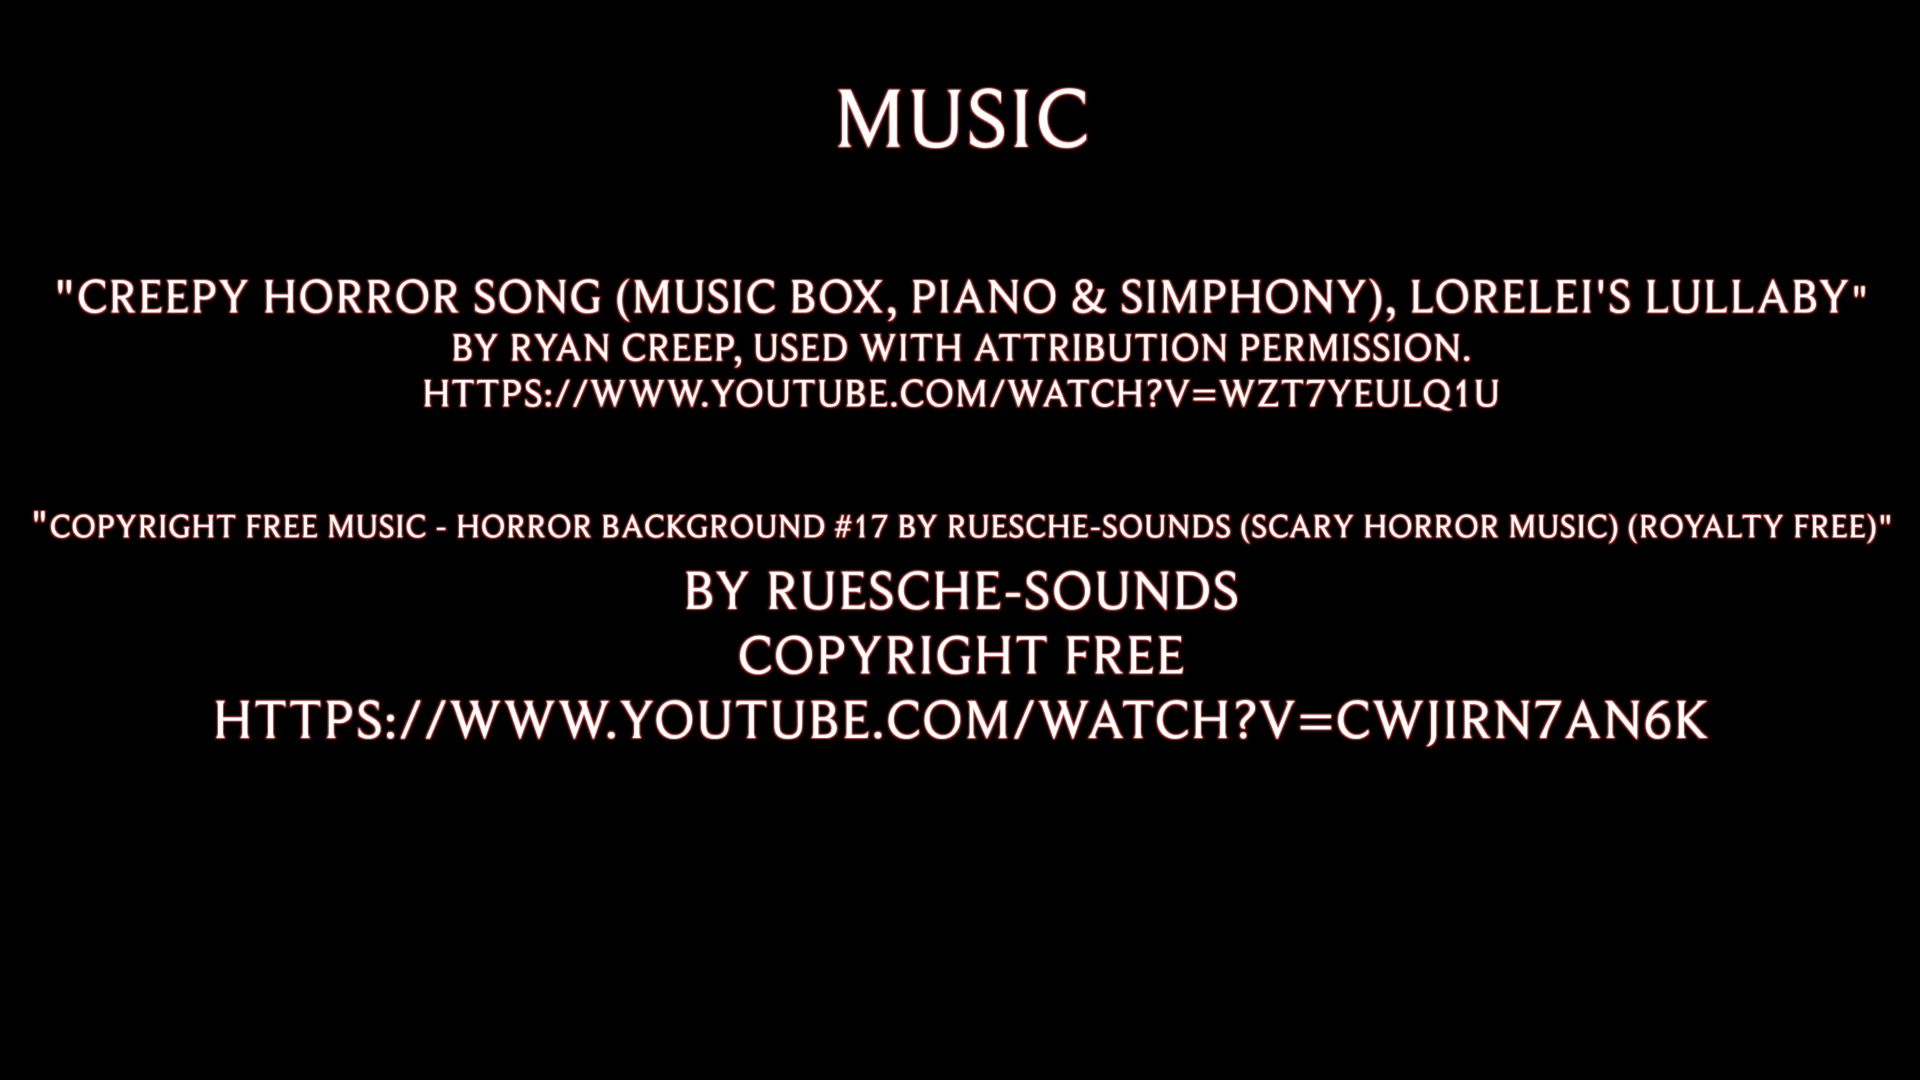 MUSIC
"CREEPY HORROR SONG (MUSIC BOX, PIANO & SIMPHONY), LORELEI'S LULLABY"
BY RYAN CREEP, USED WITH ATTRIBUTION PERMISSION.
HTTPS://WWW.YOUTUBE.COM/WATCH?V=WZT7YEULQ1U
"COPYRIGHT FREE MUSIC - HORROR BACKGROUND #17 BY RUESCHE-SOUNDS (SCARY HORROR MUSIC) (ROYALTY FREE)"
BY RUESCHE-SOUNDS
COPYRIGHT FREE
HTTPS://WWW.YOUTUBE.COM/WATCH?V=CWJIRN7AN6K